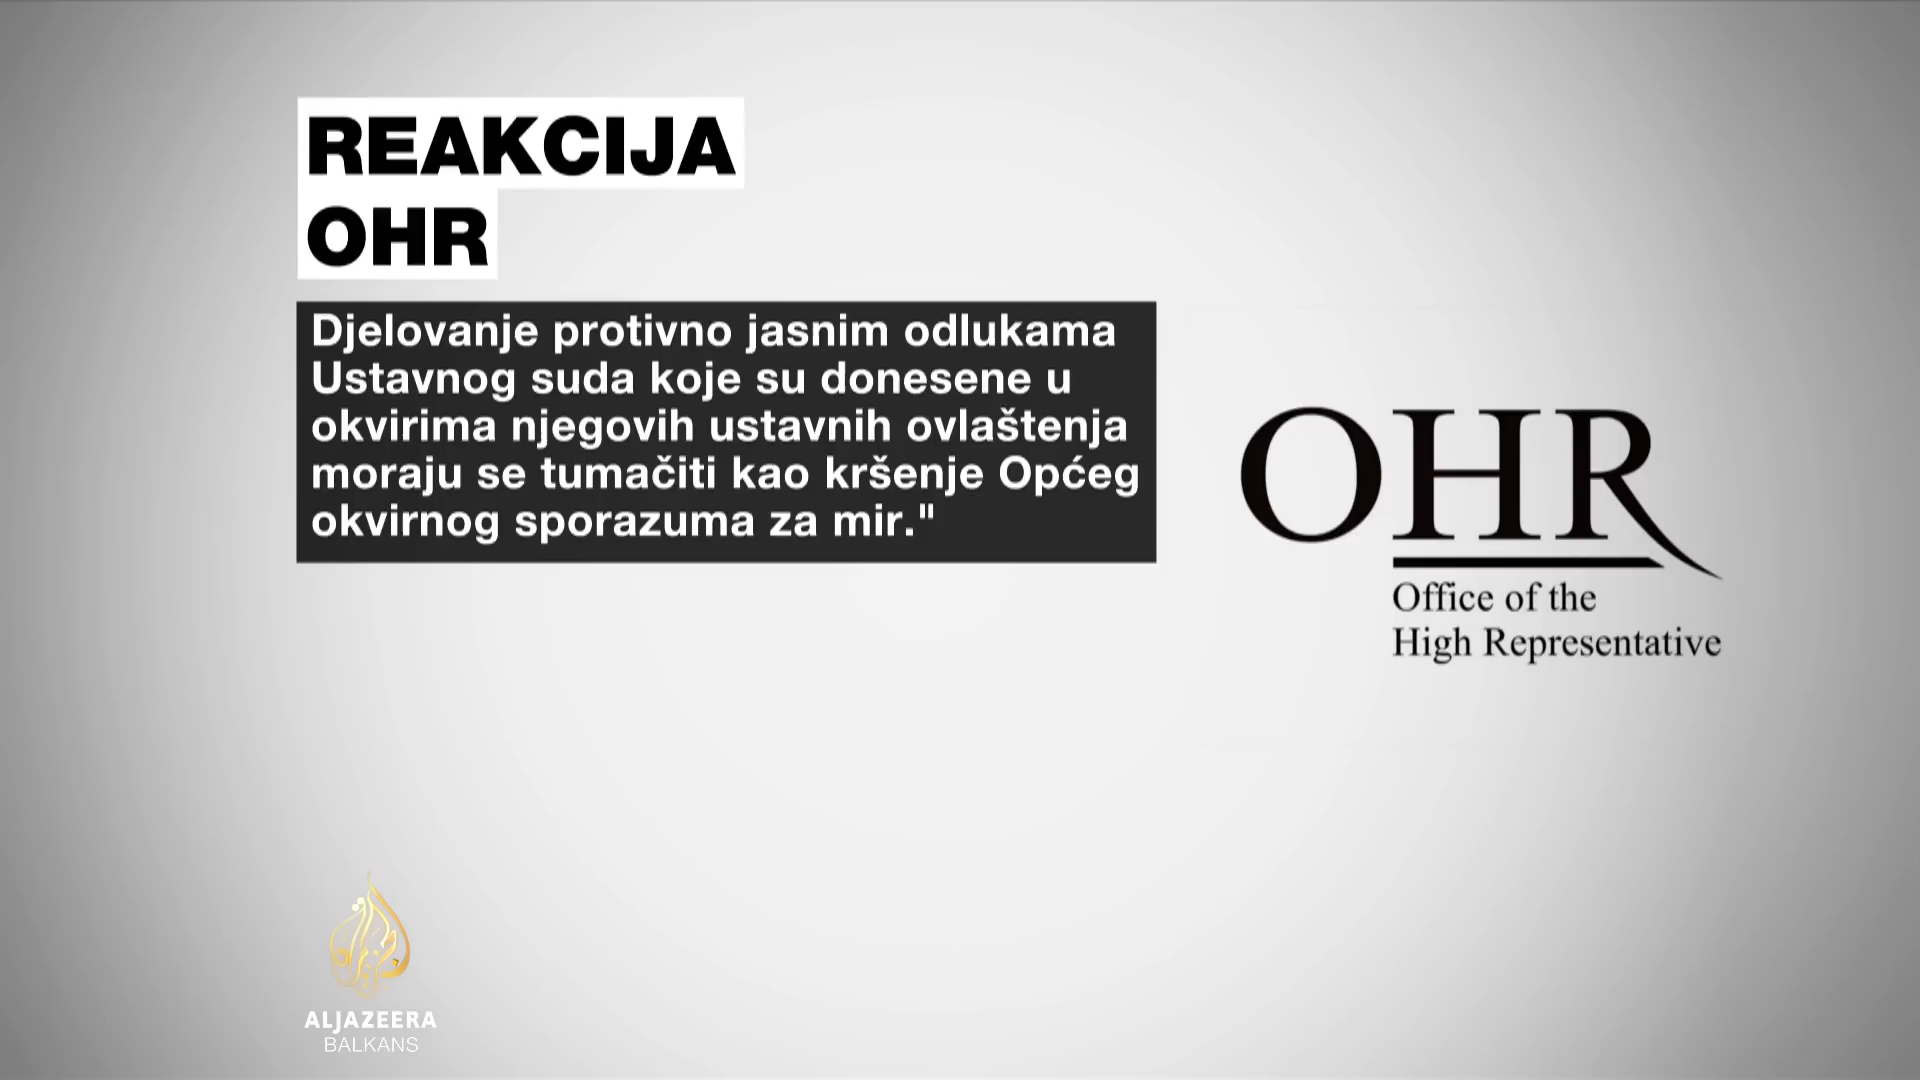 REAKCIJA
OHR
Djelovanje protivno jasnim odlukama
Ustavnog suda koje su donesene u
okvirima njegovih ustavnih ovlaštenja
moraju se tumačiti kao kršenje Općeg
okvirnog sporazuma za mir."
OHR
Office of the
High Representative
ALJAZEERA
BALKANS